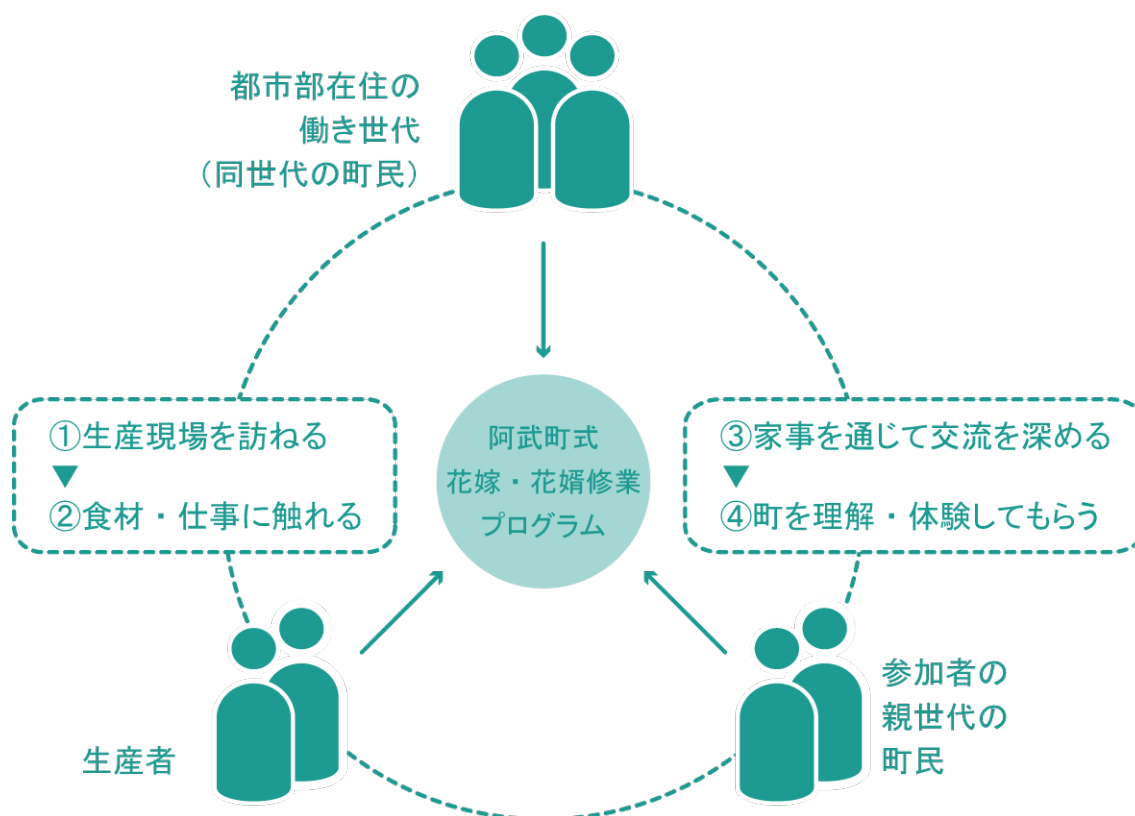 都市部在住の
働き世代
（同世代の町民）
①生産現場を訪ねる
▼
②食材・仕事に触れる
阿武町式
花嫁・花婿修業
プログラム
③家事を通じて交流を深める
▼
④町を理解・体験してもらう
生産者
参加者の
親世代の
町民